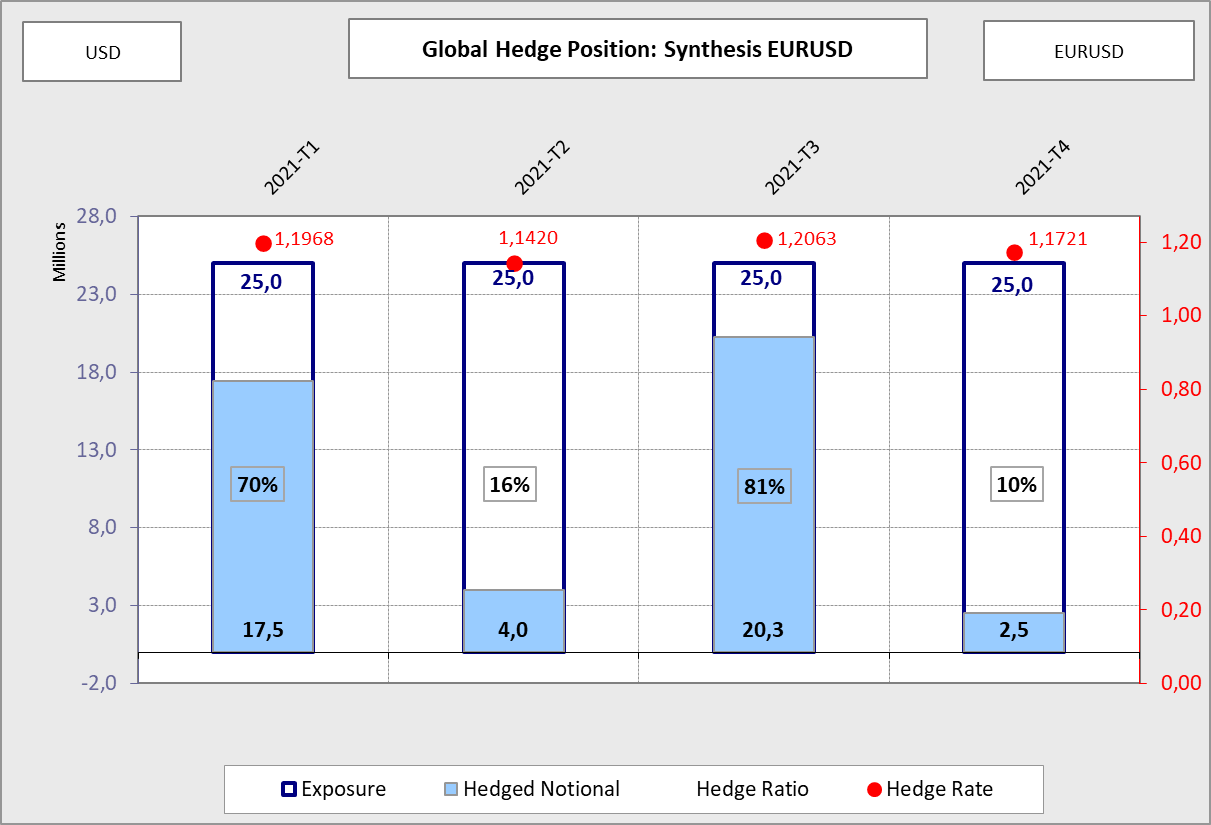 USD
Global Hedge Position: Synthesis EURUSD
EURUSD
2021-T1
2021-T2
2021-T3
2021-T4
Millions
28,0
23,0
18,0
13,0
8,0
3,0
-2,0
1,1968
1,1420
1,2063
1,1721
25,0
25,0
25,0
25,0
70%
16%
81%
10%
17,5
4,0
20,3
2,5
1,20
1,00
0,80
0,60
0,40
0,20
0,00
Exposure
Hedged Notional
Hedge Ratio
Hedge Rate